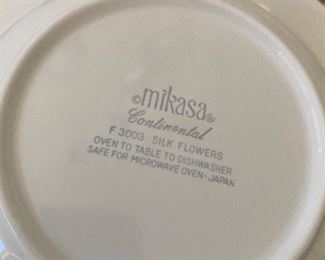 ©mikasa®
Continental
F 3003 SILK FLOWERS
OVEN TO TABLE TO DISHWASHER
SAFE FOR MICROWAVE OVEN·JAPAN